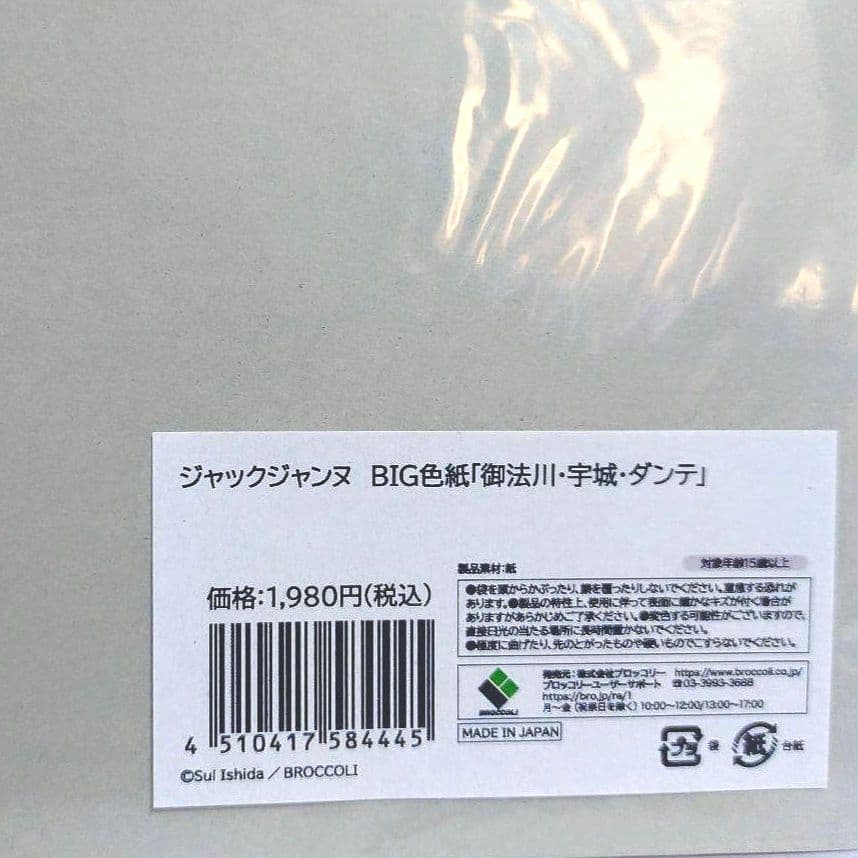 ジャックジャンヌ BIG色紙「御法川・宇城・ダンテ」
価格:1,980円(税込)
4 510417 584445
©Sui Ishida/BROCCOLI
製品素材:紙
対象年齢15歳以上
●袋を頭からかぶったり、顔を覆ったりしないでください。窒息する恐れが
あります。●製品の特性上、使用に伴って表面に細かなキズが付く場合が
ありますがあらかじめご了承ください。●変色する可能性がございますので、
直接日光の当たる場所に長時間置かないでください。
●極度に曲げたり、先のとがったものや硬いものでこすらないでください。
BROCCOLI
発売元:株式会社ブロッコリー https://www.broccoli.co.jp/
ブロッコリーユーザーサポート ☎03-3993-3688
https://bro.jp/re/1
月～金(祝祭日を除く)10:00~12:00/13:00~17:00
MADE IN JAPAN
プラ 袋
紙 台紙